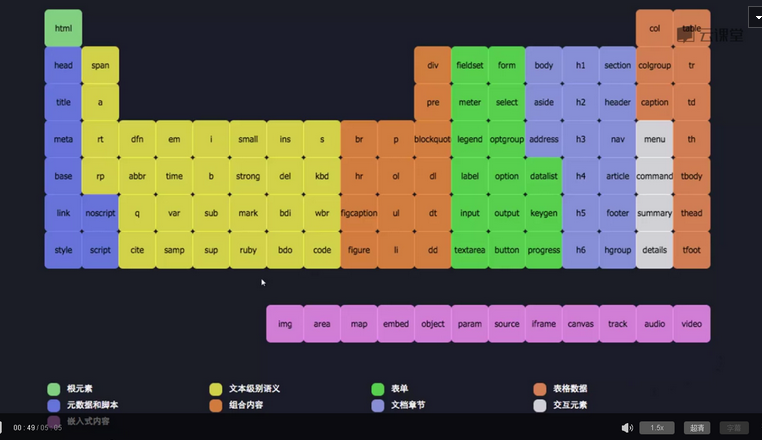 html col table
云课堂
head span div fieldset form body h1 section colgroup tr
title a pre meter select aside h2 header caption td
meta rt dfn em i small ins s br p blockquot legend optgroup address h3 nav menu th
base rp abbr time b strong del kbd hr ol dl label option datalist h4 article command tbody
link noscript q var sub mark bdi wbr figcaption ul dt input output keygen h5 footer summary thead
style script cite samp sup ruby bdo code figure li dd textarea button progress h6 hgroup details tfoot
img area map embed object param source iframe canvas track audio video
根元素 文本级别语义 表单 表格数据
元数据和脚本 组合内容 文档章节 交互元素
嵌入式内容
00:49/05:05 1.5x 超清 字幕